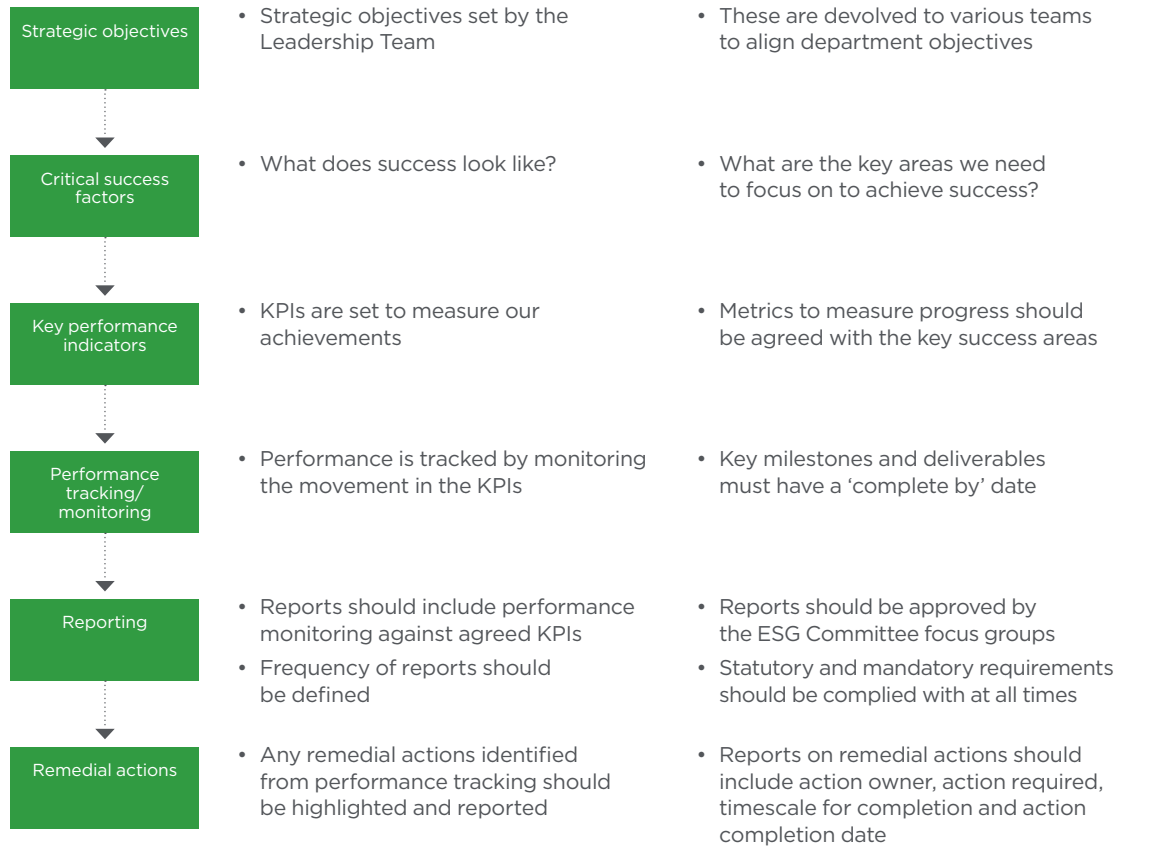 Strategic objectives
• Strategic objectives set by the
Leadership Team
• These are devolved to various teams
to align department objectives
Critical success
factors
• What does success look like?
• What are the key areas we need
to focus on to achieve success?
Key performance
indicators
• KPIs are set to measure our
achievements
• Metrics to measure progress should
be agreed with the key success areas
Performance
tracking/
monitoring
• Performance is tracked by monitoring
the movement in the KPIs
• Key milestones and deliverables
must have a ‘complete by’ date
Reporting
• Reports should include performance
monitoring against agreed KPIs
• Frequency of reports should
be defined
• Reports should be approved by
the ESG Committee focus groups
• Statutory and mandatory requirements
should be complied with at all times
Remedial actions
• Any remedial actions identified
from performance tracking should
be highlighted and reported
• Reports on remedial actions should
include action owner, action required,
timescale for completion and action
completion date